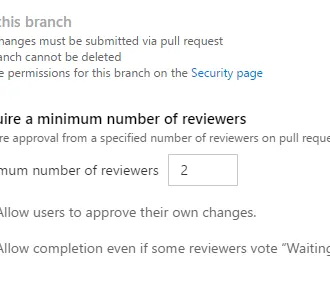 this branch
hanges must be submitted via pull request
anch cannot be deleted
e permissions for this branch on the Security page
uire a minimum number of reviewers
re approval from a specified number of reviewers on pull reque
mum number of reviewers 2
Allow users to approve their own changes.
Allow completion even if some reviewers vote “Waiting